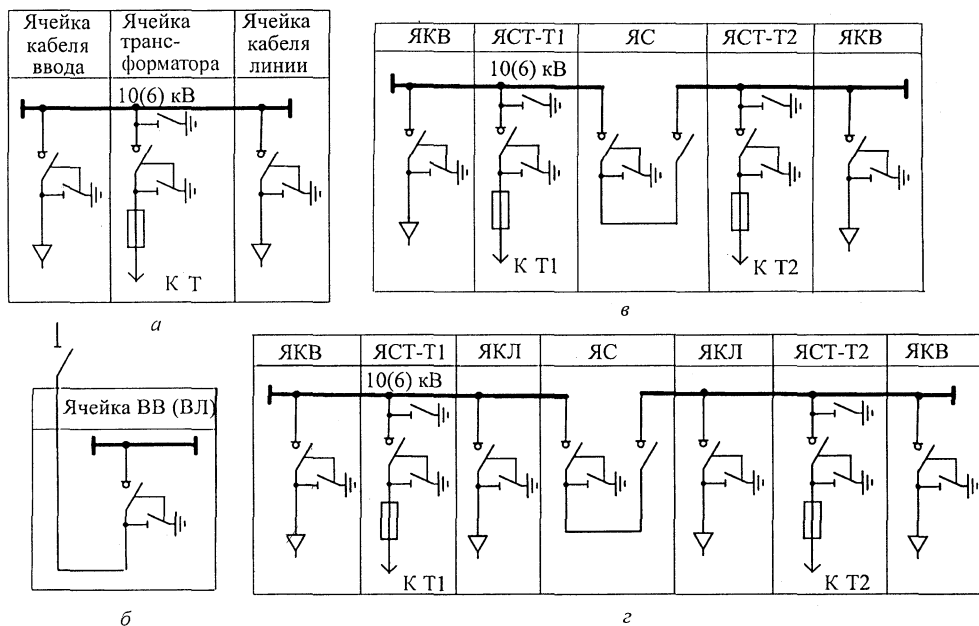 Ячейка
кабеля
ввода
Ячейка
транс-
форматора
Ячейка
кабеля
линии
10(6) кВ
К Т
а
ЯКВ
ЯСТ-Т1
ЯС
ЯСТ-Т2
ЯКВ
10(6) кВ
К Т1
К Т2
в
Ячейка ВВ (ВЛ)
б
ЯКВ
ЯСТ-Т1
ЯКЛ
ЯС
ЯКЛ
ЯСТ-Т2
ЯКВ
10(6) кВ
К Т1
К Т2
г